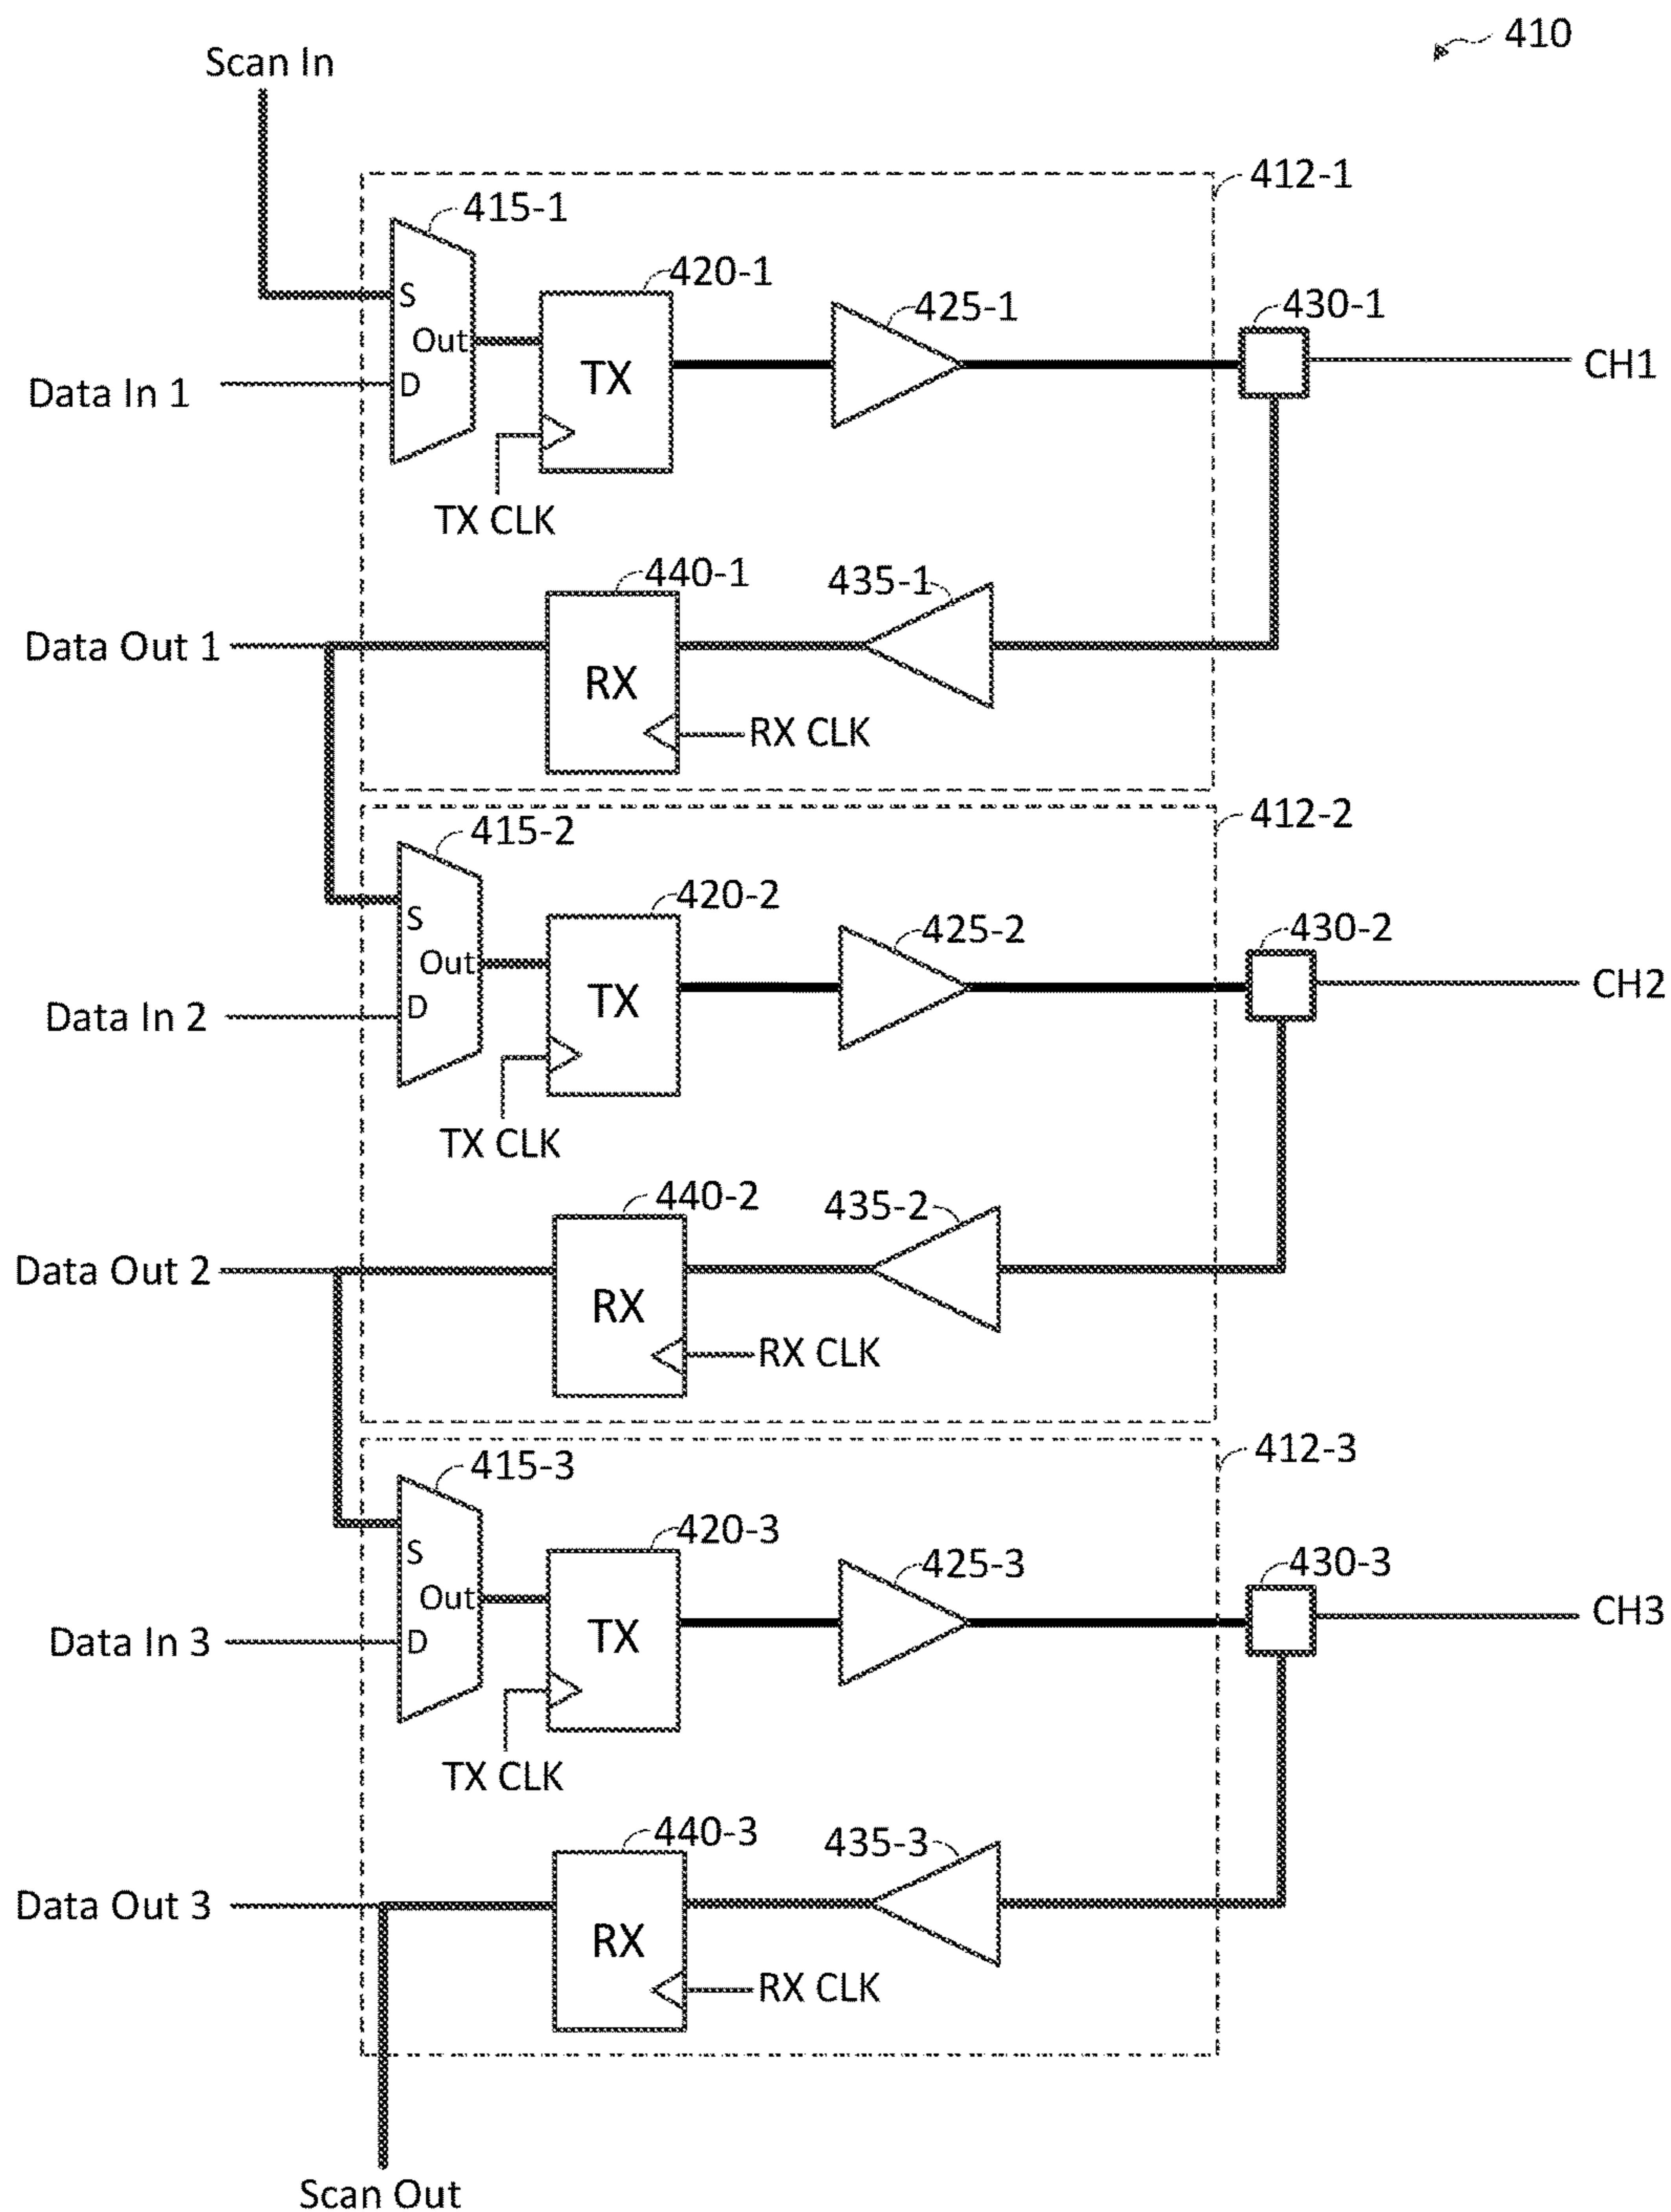 410
Scan In
412-1
415-1
420-1
425-1
430-1
S
Out
TX
CH1
Data In 1
D
TX CLK
440-1
435-1
Data Out 1
RX
RX CLK
412-2
415-2
420-2
425-2
430-2
S
Out
TX
CH2
Data In 2
D
TX CLK
440-2
435-2
Data Out 2
RX
RX CLK
412-3
415-3
420-3
425-3
430-3
S
Out
TX
CH3
Data In 3
D
TX CLK
440-3
435-3
Data Out 3
RX
RX CLK
Scan Out